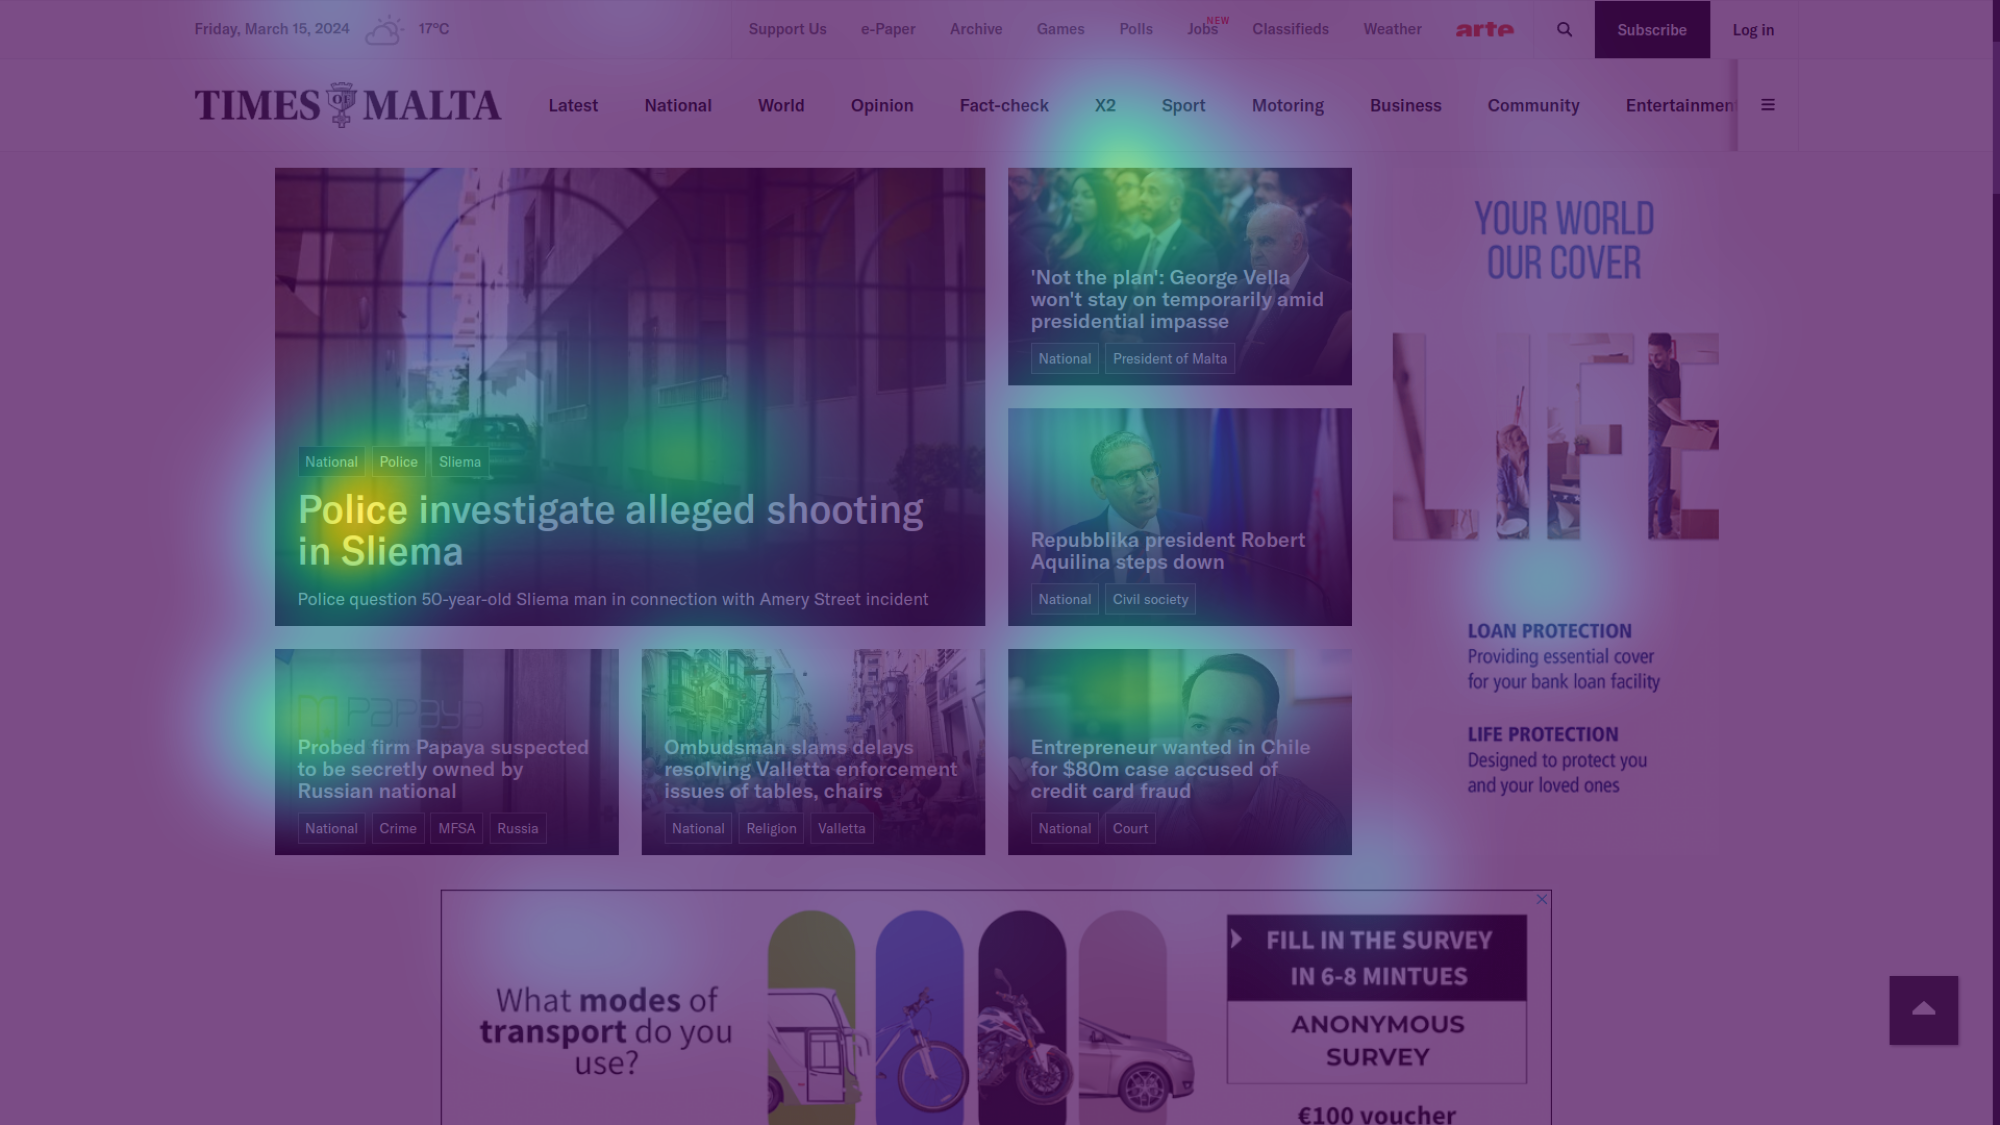 Friday, March 15, 2024 17°C Support Us e-Paper Archive Games Polls Jobs NEW Classifieds Weather arte Subscribe Log in
TIMES OF MALTA Latest National World Opinion Fact-check X2 Sport Motoring Business Community Entertainmen
National Police Sliema
Police investigate alleged shooting
in Sliema
Police question 50-year-old Sliema man in connection with Amery Street incident
'Not the plan': George Vella
won't stay on temporarily amid
presidential impasse
National President of Malta
Repubblika president Robert
Aquilina steps down
National Civil society
PAPAYA
Probed firm Papaya suspected
to be secretly owned by
Russian national
National Crime MFSA Russia
Ombudsman slams delays
resolving Valletta enforcement
issues of tables, chairs
National Religion Valletta
Entrepreneur wanted in Chile
for $80m case accused of
credit card fraud
National Court
YOUR WORLD
OUR COVER
LIFE
LOAN PROTECTION
Providing essential cover
for your bank loan facility
LIFE PROTECTION
Designed to protect you
and your loved ones
What modes of
transport do you
use?
FILL IN THE SURVEY
IN 6-8 MINTUES
ANONYMOUS
SURVEY
€100 voucher